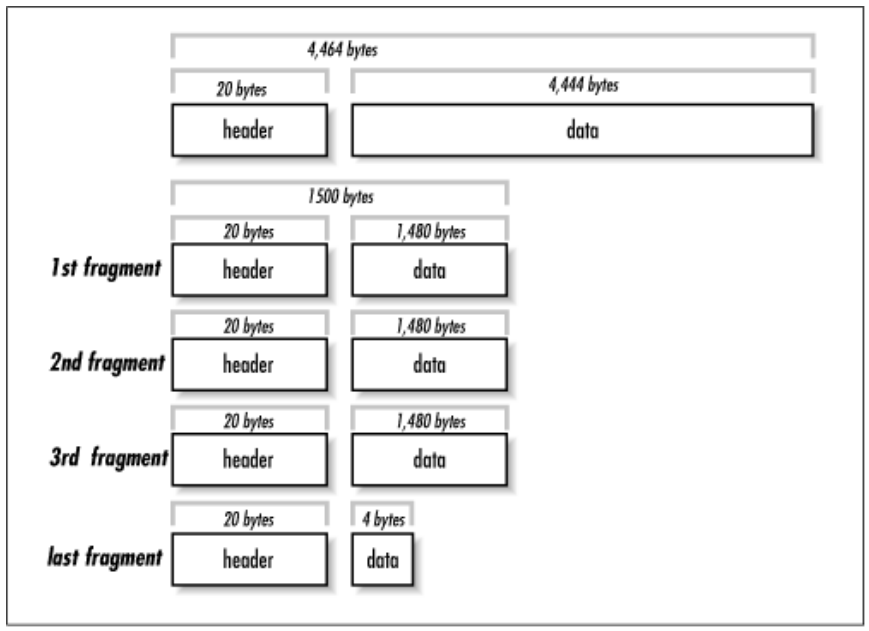 4,464 bytes
20 bytes 4,444 bytes
header data
1500 bytes
20 bytes 1,480 bytes
1st fragment header data
20 bytes 1,480 bytes
2nd fragment header data
20 bytes 1,480 bytes
3rd fragment header data
20 bytes 4 bytes
last fragment header data